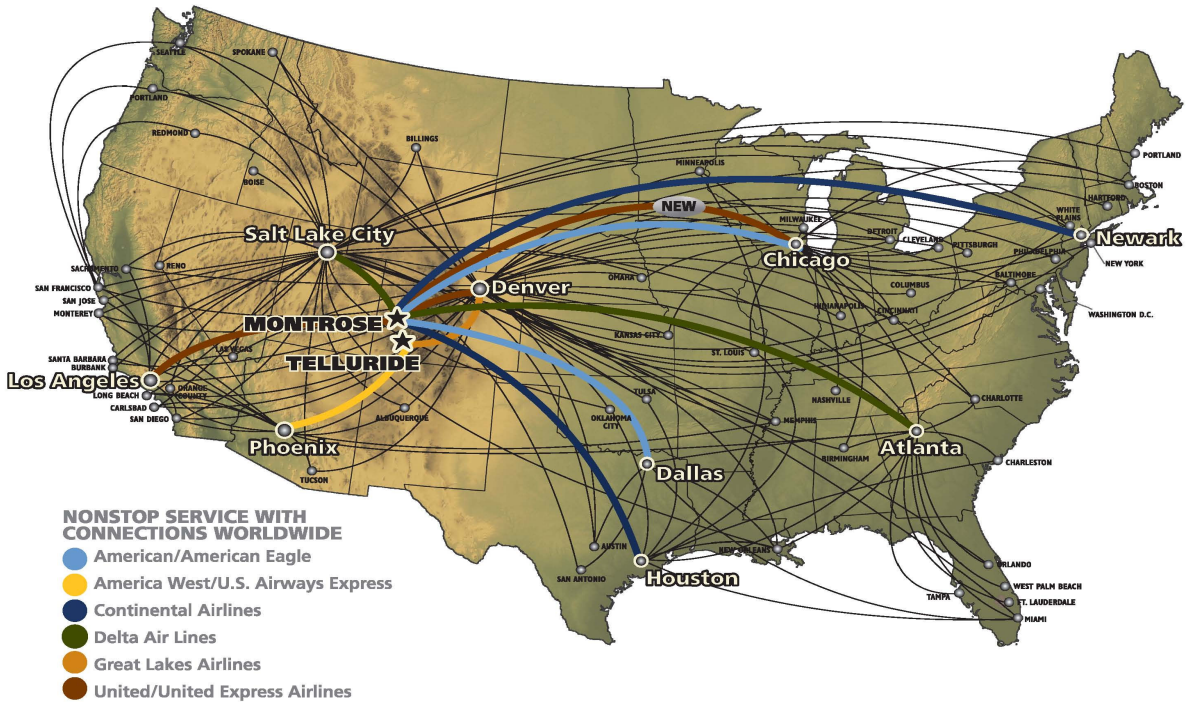 SEATTLE
SPOKANE
PORTLAND
REDMOND
BILLINGS
BOISE
MINNEAPOLIS
PORTLAND
BOSTON
HARTFORD
WHITE
PLAINS
NEW
MILWAUKEE
DETROIT
CLEVELAND
PITTSBURGH
PHILADELPHIA
Newark
NEW YORK
Salt Lake City
Chicago
SACRAMENTO
RENO
SAN FRANCISCO
SAN JOSE
MONTEREY
OMAHA
Denver
COLUMBUS
BALTIMORE
INDIANAPOLIS
CINCINNATI
WASHINGTON D.C.
MONTROSE
TELLURIDE
KANSAS CITY
ST. LOUIS
LAS VEGAS
SANTA BARBARA
BURBANK
Los Angeles
ORANGE
COUNTY
LONG BEACH
CARLSBAD
SAN DIEGO
ALBUQUERQUE
TULSA
OKLAHOMA
CITY
NASHVILLE
CHARLOTTE
MEMPHIS
Phoenix
TUCSON
BIRMINGHAM
Atlanta
CHARLESTON
Dallas
AUSTIN
SAN ANTONIO
Houston
NEW ORLEANS
ORLANDO
TAMPA
WEST PALM BEACH
FT. LAUDERDALE
MIAMI
NONSTOP SERVICE WITH
CONNECTIONS WORLDWIDE
American/American Eagle
America West/U.S. Airways Express
Continental Airlines
Delta Air Lines
Great Lakes Airlines
United/United Express Airlines